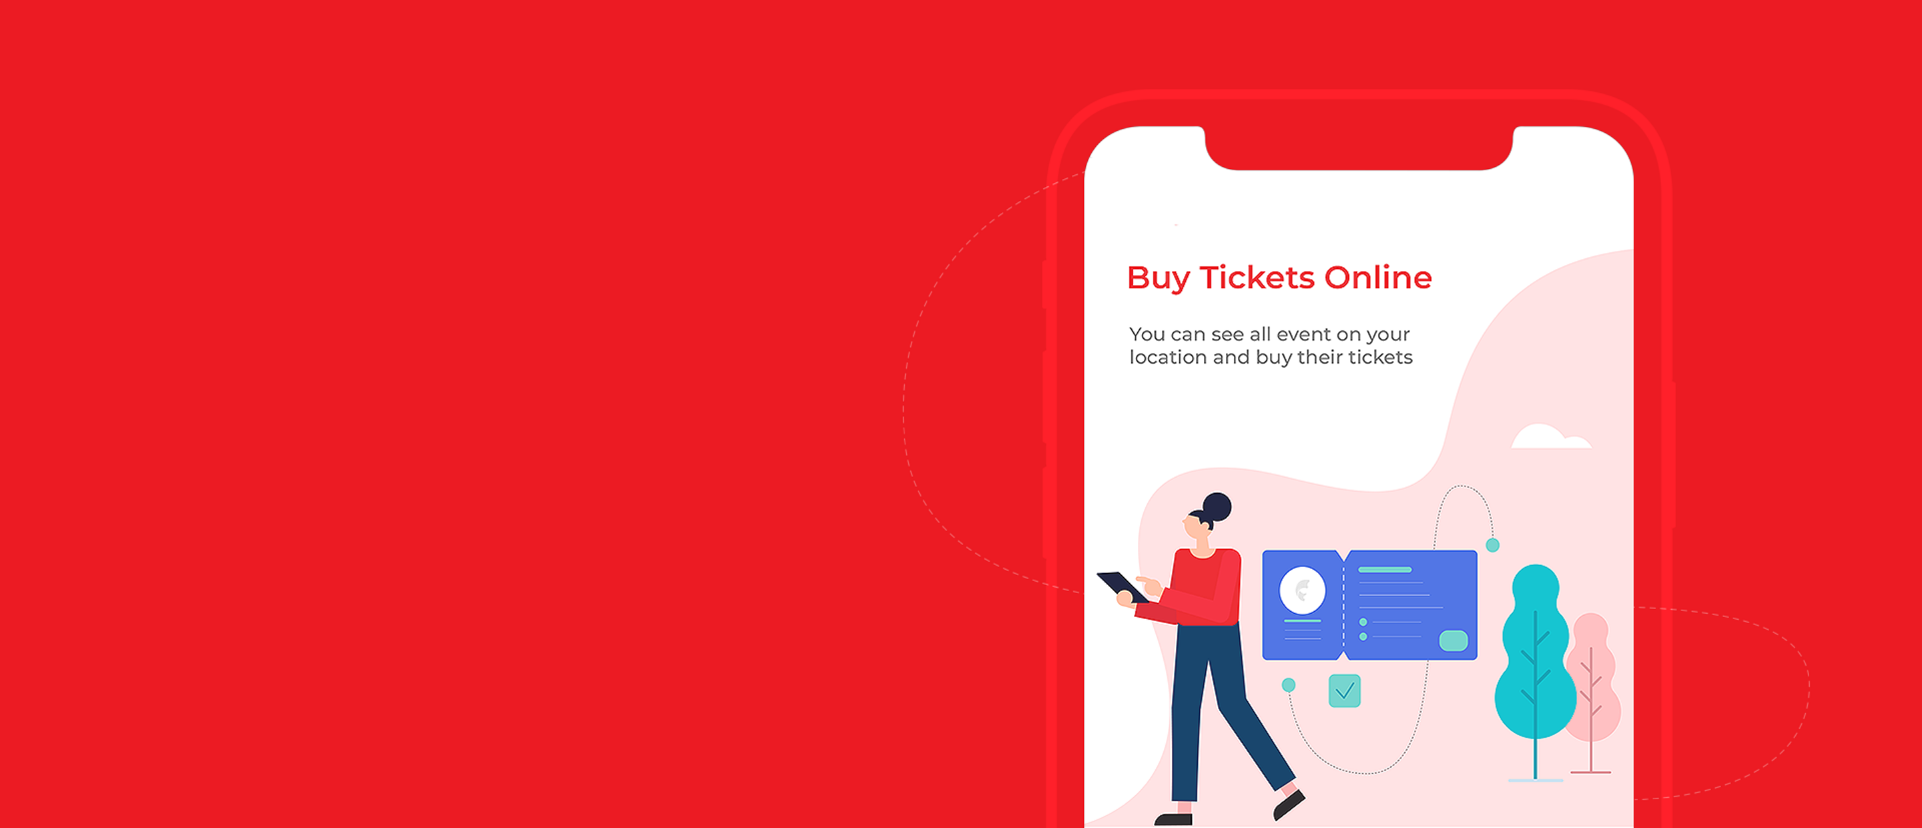 Buy Tickets Online
You can see all event on your
location and buy their tickets